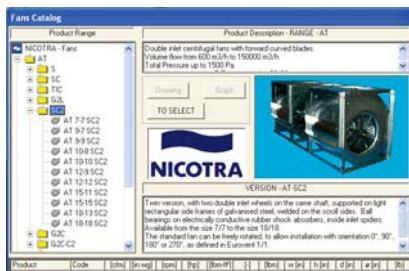 Fans Catalog
Product Range
Product Description - RANGE - AT
NICOTRA - Fans
AT
S
SC
TIC
G2L
SC2
AT 7-7 SC2
AT 9-7 SC2
AT 9-9 SC2
AT 10-8 SC2
AT 10-10 SC2
AT 12-9 SC2
AT 12-12 SC2
AT 15-11 SC2
AT 15-15 SC2
AT 18-13 SC2
AT 18-18 SC2
G2C
G2C-C2
Double inlet centrifugal fans with forward curved blades.
Volume flow from 600 m3/h to 150000 m3/h
Total Pressure up to 1500 Pa
Drawing
Graph
TO SELECT
NICOTRA
VERSION - AT-SC2
Twin version, with two double inlet wheels on the same shaft, supported on light
rectangular side frames of galvanised steel, welded on the scroll sides. Ball
bearings on electrically conductive rubber shock absorbers, inside inlet spiders.
Available from the size 7/7 to the size 18/18.
The standard fan can be freely rotated, to allow installation with orientation 0°, 90°,
180° or 270°, as defined in Eurovent 1/1.
Product Code [cfm] [in wg] [rpm] [hp] [lbm-ft²] [-] [lbm] w [in] h [in] d [in] ø [in] [lb]